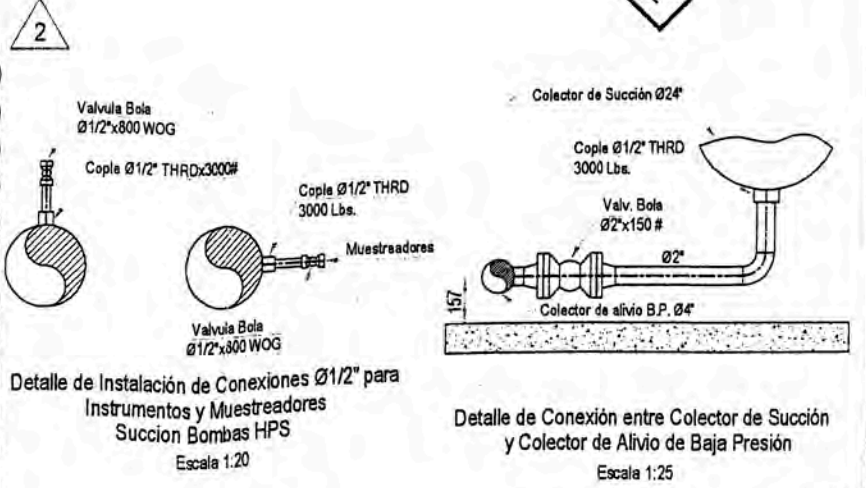 2
Valvula Bola
Ø1/2"x800 WOG
Cople Ø1/2" THRDx3000#
Cople Ø1/2" THRD
3000 Lbs.
Muestreadores
Valvula Bola
Ø1/2"x800 WOG
Detalle de Instalación de Conexiones Ø1/2" para
Instrumentos y Muestreadores
Succion Bombas HPS
Escala 1:20
Colector de Succión Ø24"
Cople Ø1/2" THRD
3000 Lbs.
Valv. Bola
Ø2"x150 #
Ø2"
157
Colector de alivio B.P. Ø4"
Detalle de Conexión entre Colector de Succión
y Colector de Alivio de Baja Presión
Escala 1:25